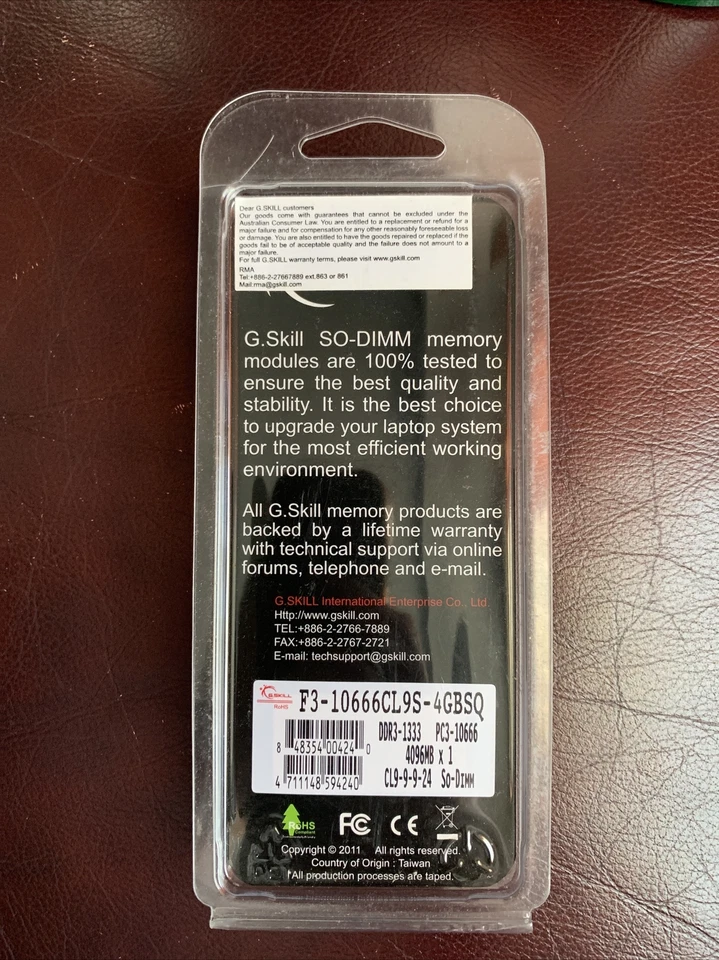 Dear G.SKILL customers
Our goods come with guarantees that cannot be excluded under the
Australian Consumer Law. You are entitled to a replacement or refund for a
major failure and for compensation for any other reasonably foreseeable loss
or damage. You are also entitled to have the goods repaired or replaced if the
goods fail to be of acceptable quality and the failure does not amount to a
major failure.
For full G.SKILL warranty terms, please visit www.gskill.com
RMA
Tel:+886-2-27667889 ext.863 or 861
Mail:rma@gskill.com
G.Skill SO-DIMM memory
modules are 100% tested to
ensure the best quality and
stability. It is the best choice
to upgrade your laptop system
for the most efficient working
environment.
All G.Skill memory products are
backed by a lifetime warranty
with technical support via online
forums, telephone and e-mail.
G.SKILL International Enterprise Co., Ltd.
Http://www.gskill.com
TEL:+886-2-2766-7889
FAX:+886-2-2767-2721
E-mail: techsupport@gskill.com
G.SKILL
RoHS
F3-10666CL9S-4GBSQ
DDR3-1333 PC3-10666
4096MB x 1
CL9-9-9-24 So-Dimm
8 48354 00424 0
4 711148 594240
RoHS
Compliant
FC CE
Copyright © 2011 All rights reserved.
Country of Origin : Taiwan
*All production processes are taped.